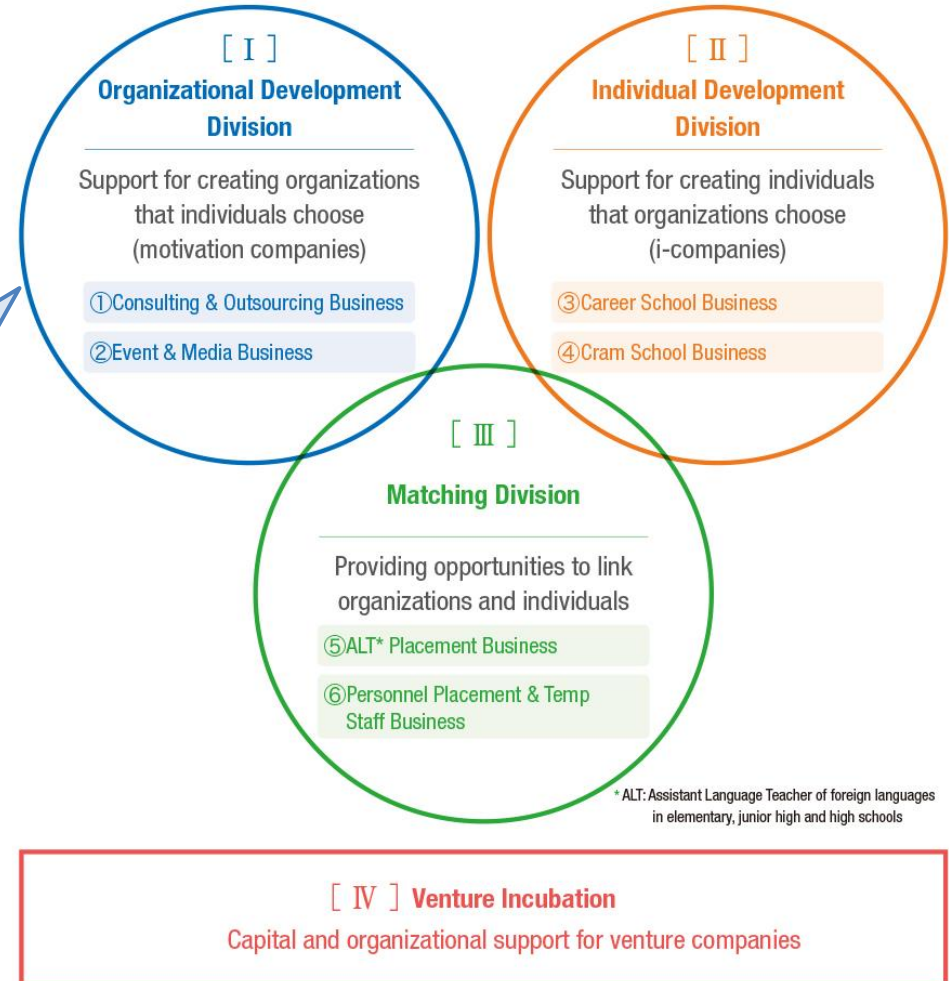 [ Ⅰ ]
Organizational Development
Division
Support for creating organizations
that individuals choose
(motivation companies)
①Consulting & Outsourcing Business
②Event & Media Business
[ Ⅱ ]
Individual Development
Division
Support for creating individuals
that organizations choose
(i-companies)
③Career School Business
④Cram School Business
[ Ⅲ ]
Matching Division
Providing opportunities to link
organizations and individuals
⑤ALT* Placement Business
⑥Personnel Placement & Temp
Staff Business
* ALT: Assistant Language Teacher of foreign languages
in elementary, junior high and high schools
[ Ⅳ ] Venture Incubation
Capital and organizational support for venture companies